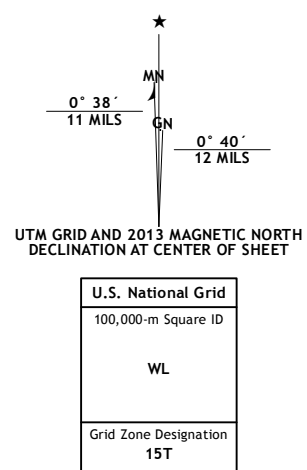 MN
0° 38´
11 MILS
GN
0° 40´
12 MILS
UTM GRID AND 2013 MAGNETIC NORTH
DECLINATION AT CENTER OF SHEET
U.S. National Grid
100,000-m Square ID
WL
Grid Zone Designation
15T